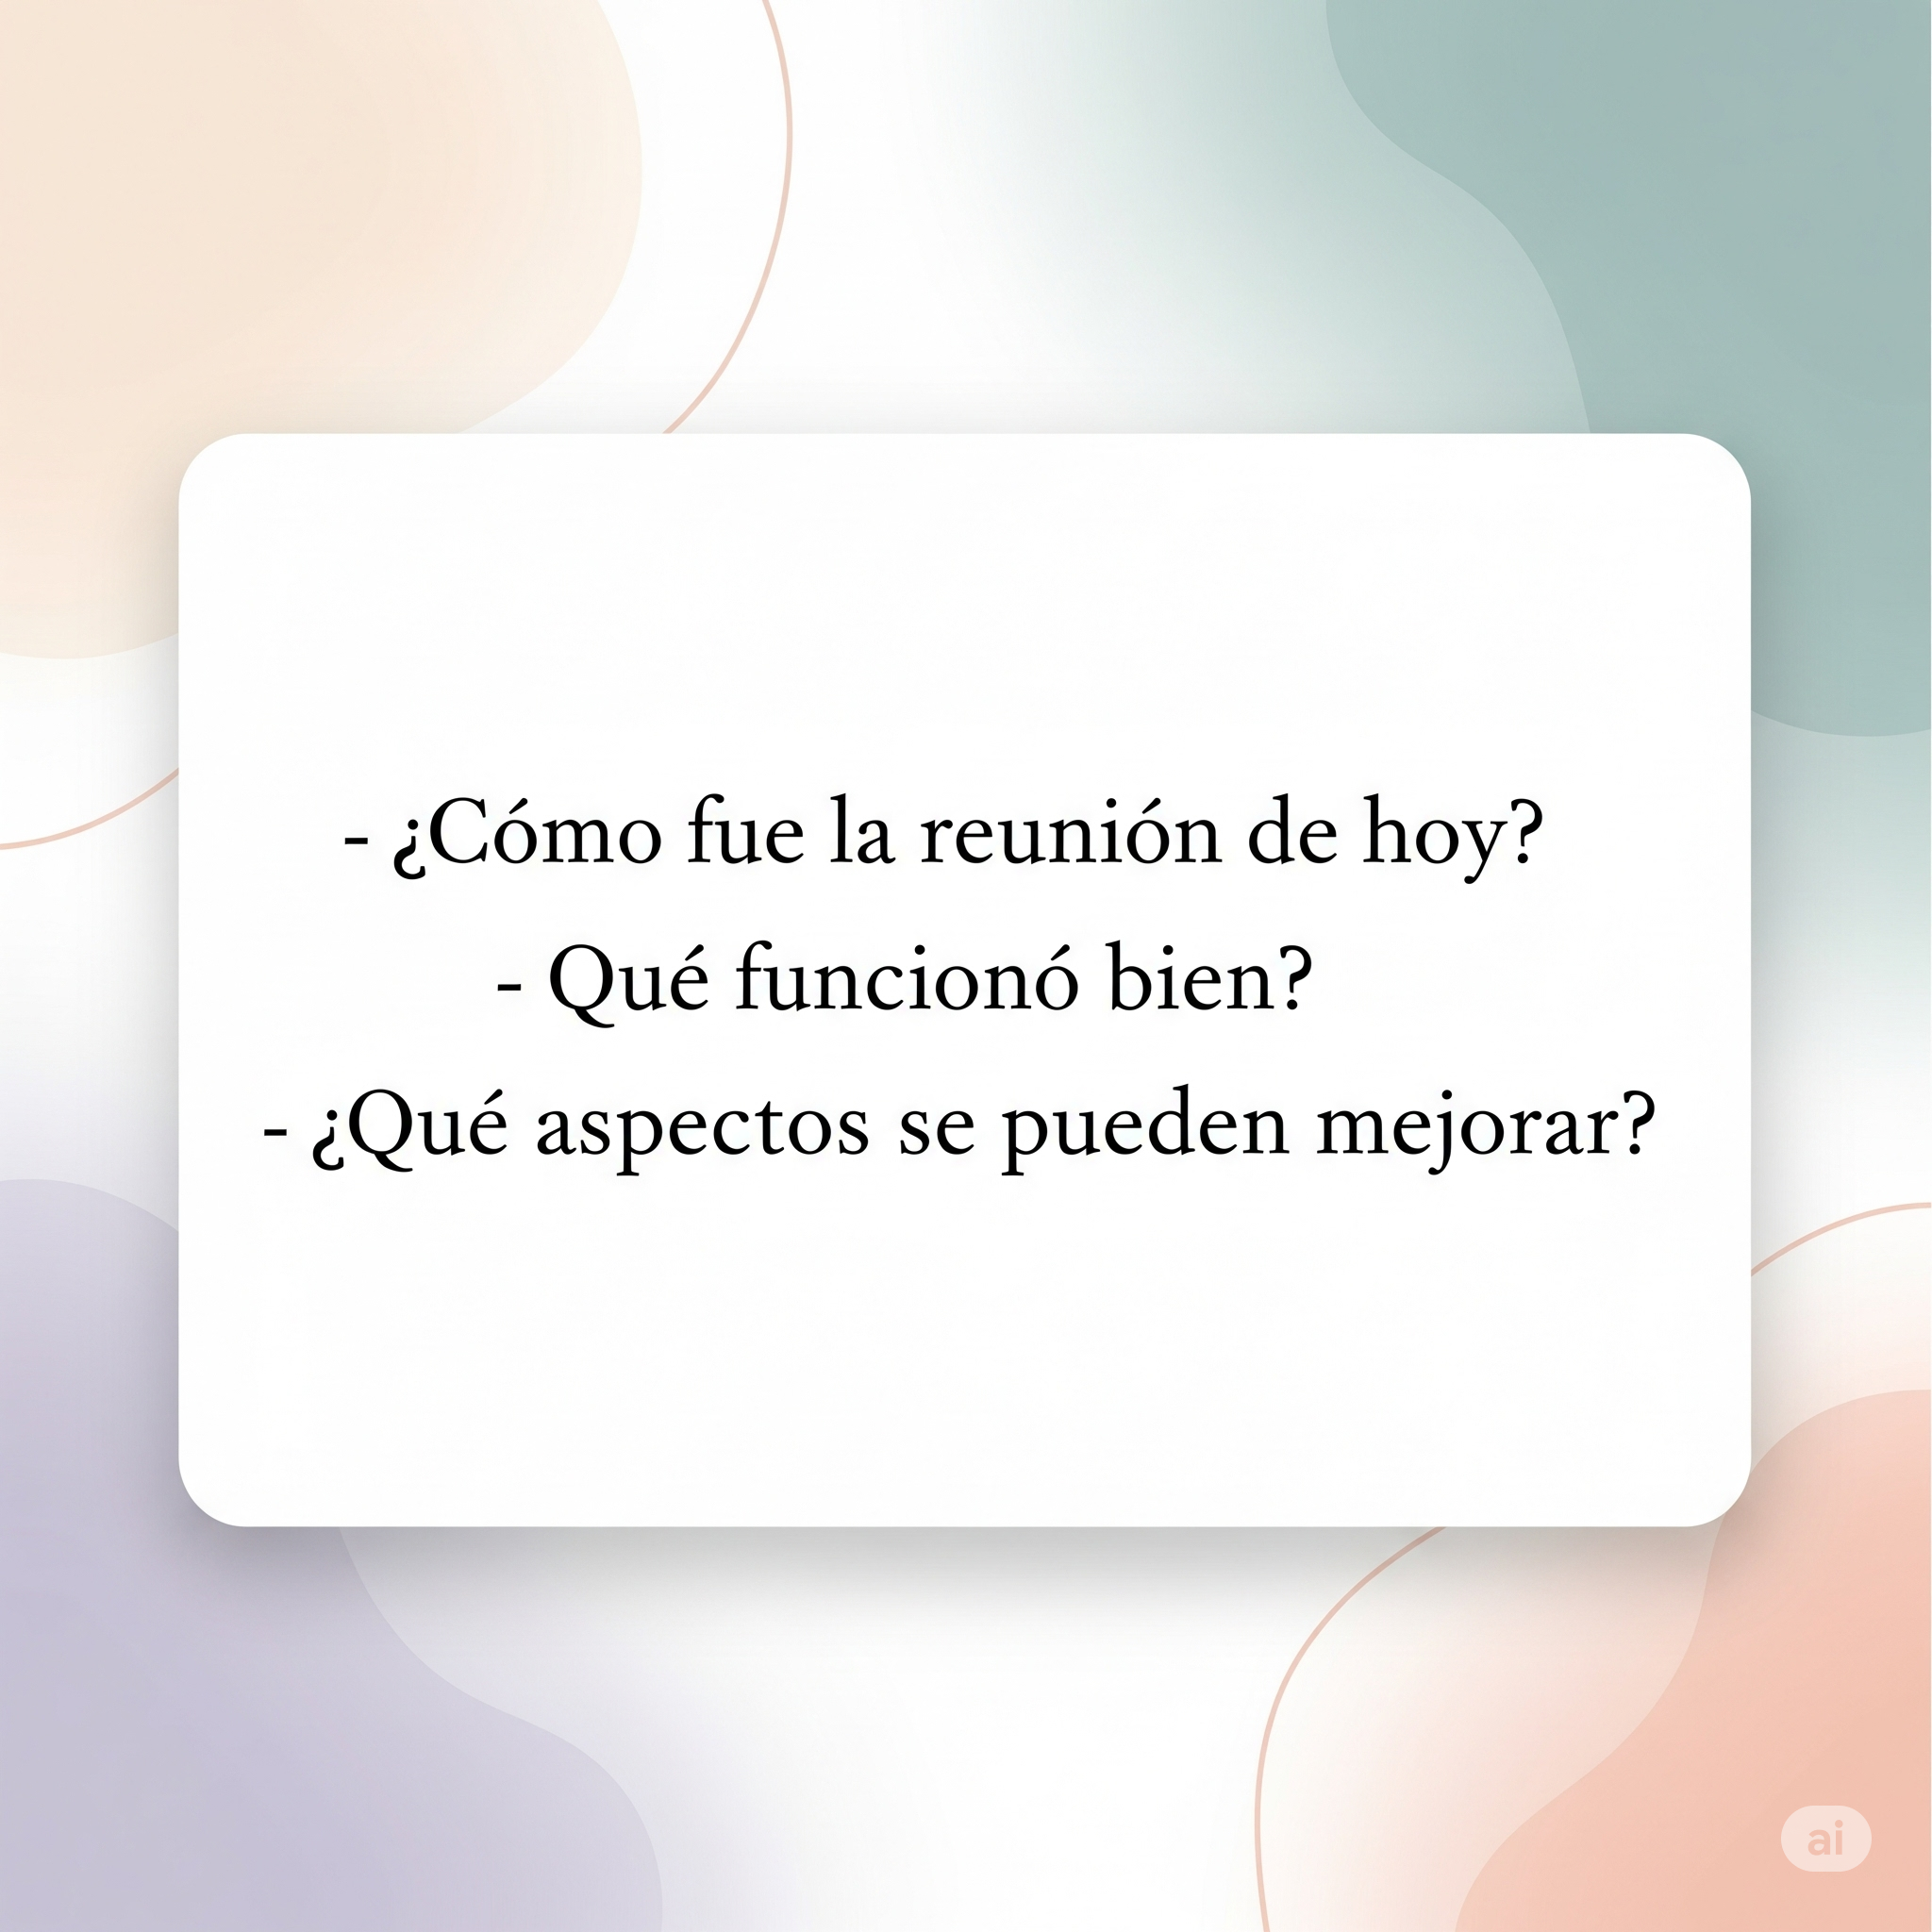 - ¿Cómo fue la reunión de hoy?
- Qué funcionó bien?
- ¿Qué aspectos se pueden mejorar?
ai